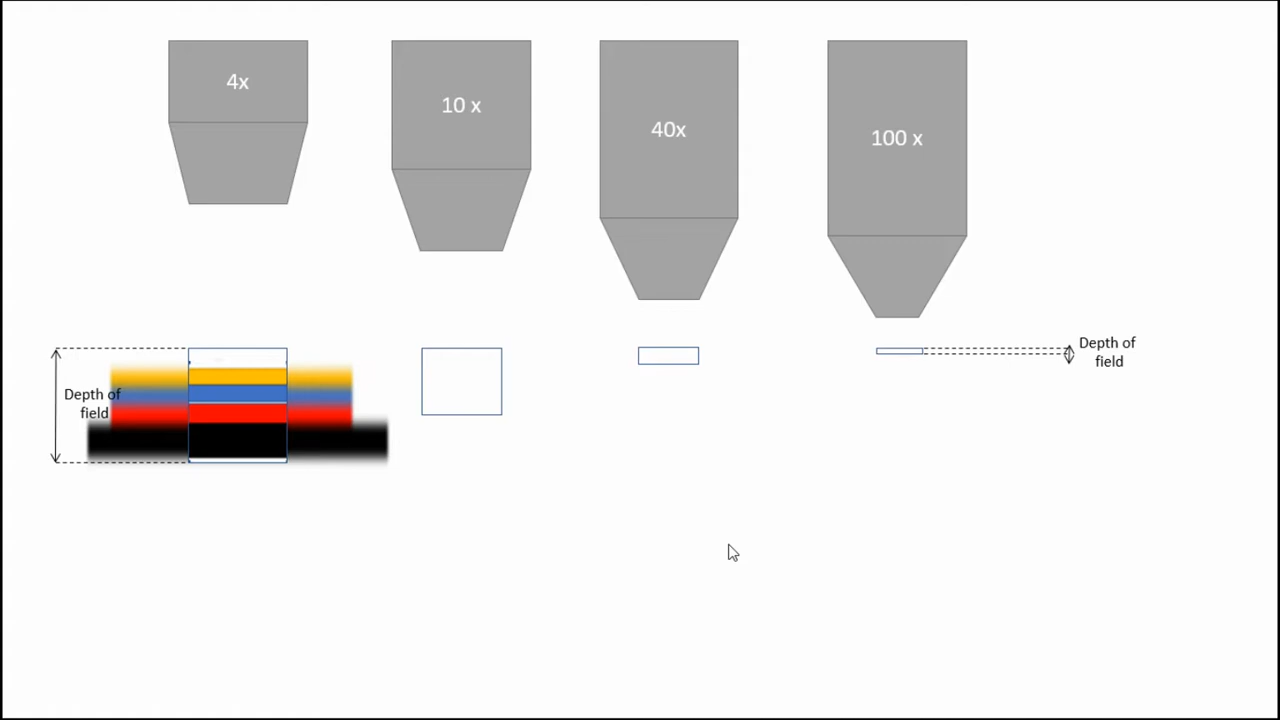 4x
10 x
40x
100 x
Depth of
field
Depth of
field